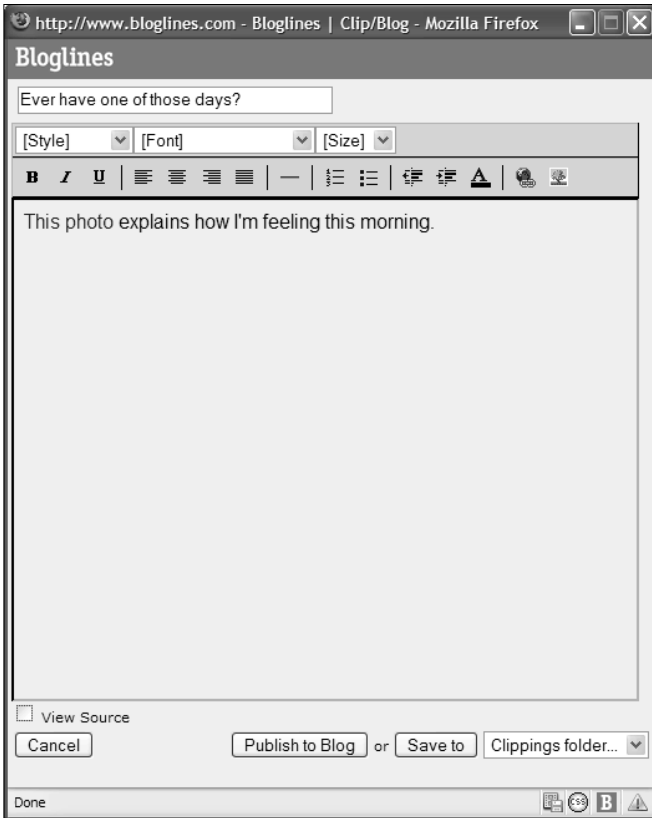 http://www.bloglines.com - Bloglines | Clip/Blog - Mozilla Firefox
Bloglines
Ever have one of those days?
[Style] [Font] [Size]
B I U A
This photo explains how I'm feeling this morning.
View Source
Cancel Publish to Blog or Save to Clippings folder...
Done CSS B